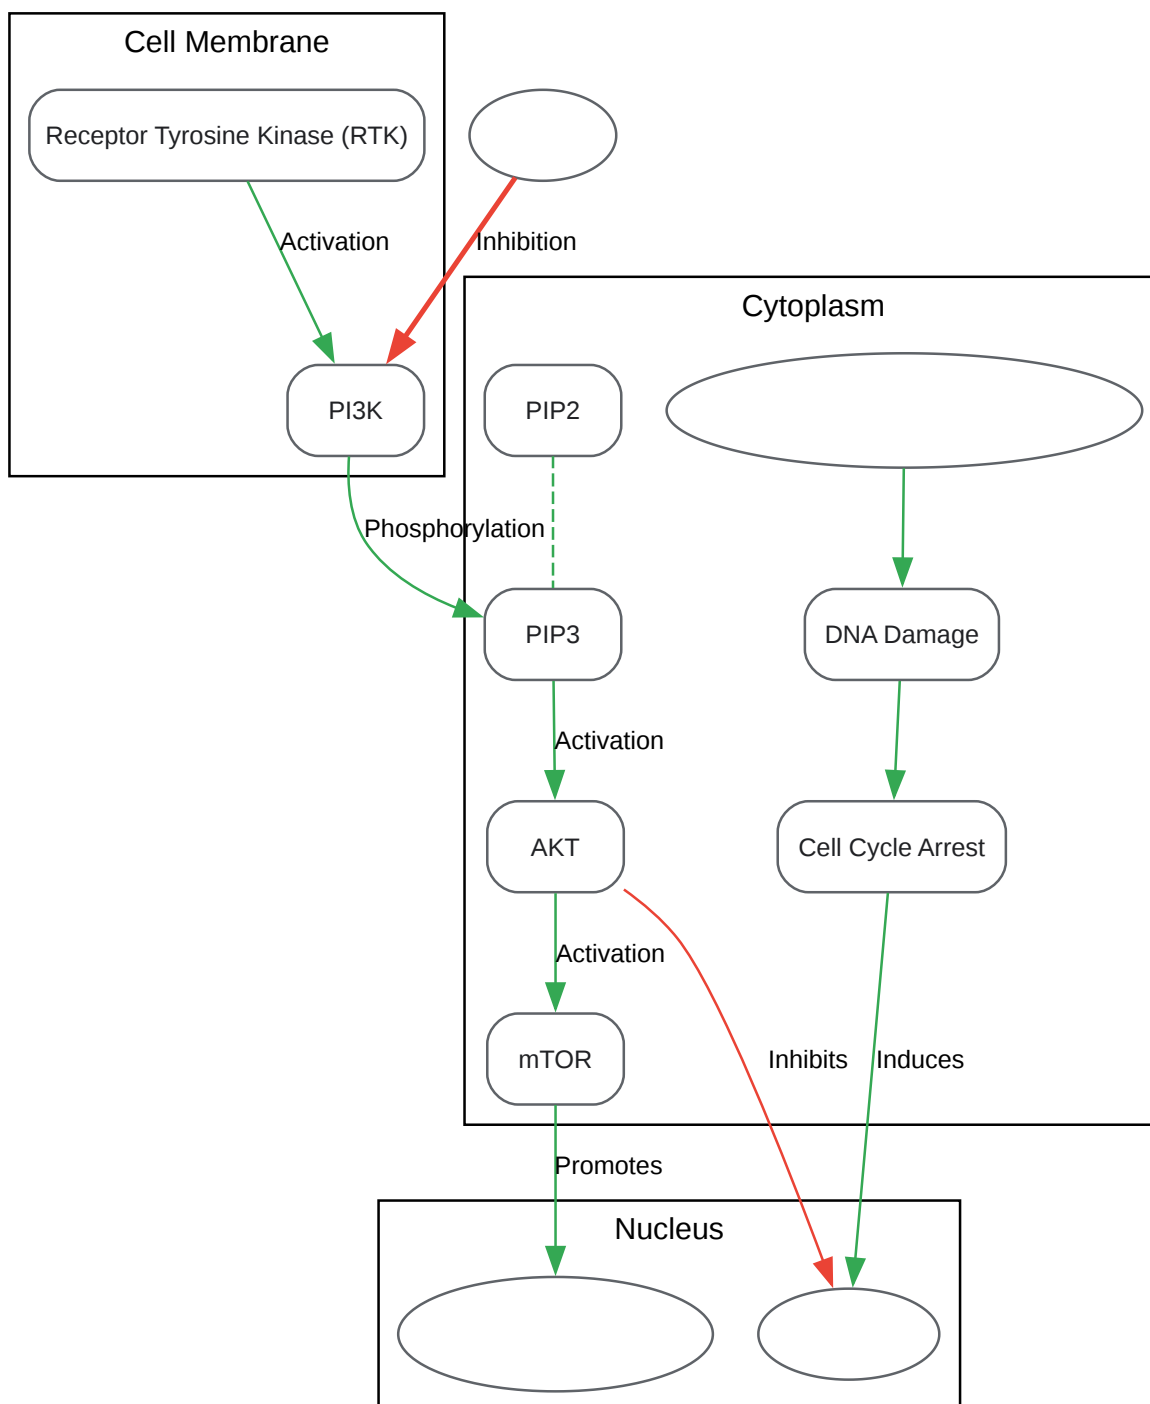 Cell Membrane
Receptor Tyrosine Kinase (RTK)
Activation
Inhibition
Cytoplasm
PI3K
PIP2
Phosphorylation
PIP3
DNA Damage
Activation
AKT
Cell Cycle Arrest
Activation
mTOR
Inhibits
Induces
Promotes
Nucleus